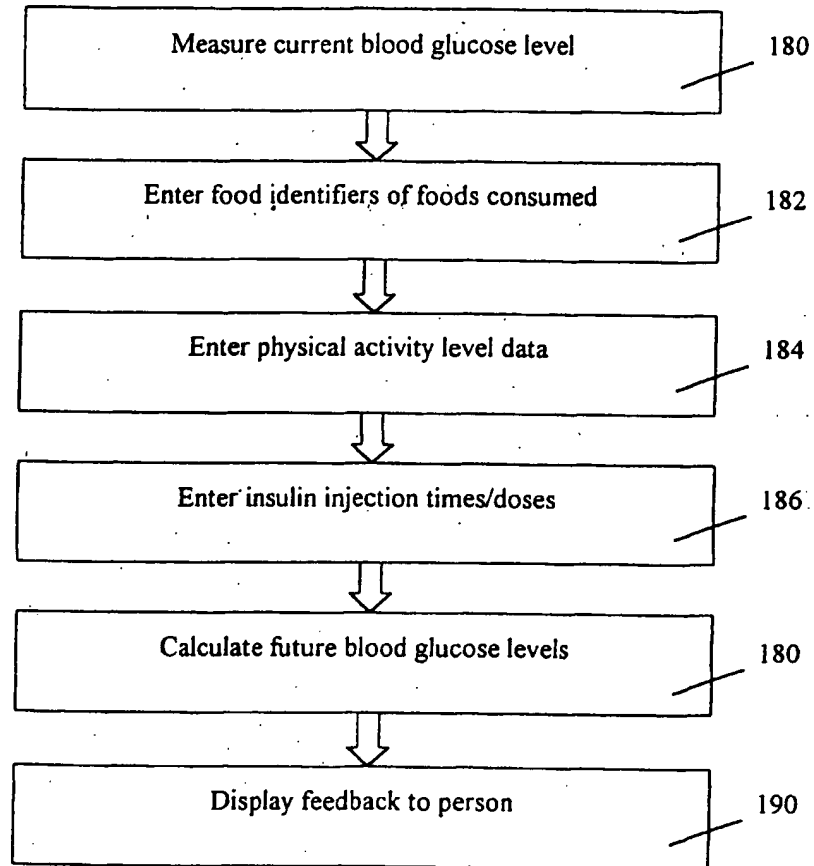 Measure current blood glucose level
180
Enter food identifiers of foods consumed
182
Enter physical activity level data
184
Enter insulin injection times/doses
186
Calculate future blood glucose levels
180
Display feedback to person
190